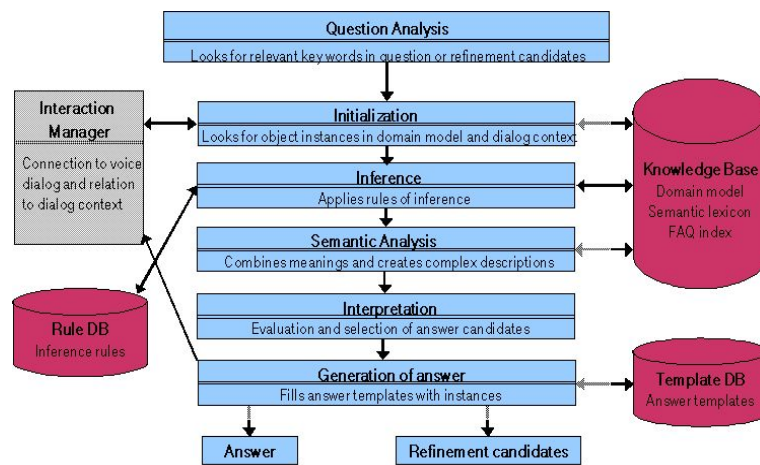 Question Analysis
Looks for relevant key words in question or refinement candidates
Interaction
Manager
Connection to voice
dialog and relation
to dialog context
Initialization
Looks for object instances in domain model and dialog context
Inference
Applies rules of inference
Semantic Analysis
Combines meanings and creates complex descriptions
Interpretation
Evaluation and selection of answer candidates
Generation of answer
Fills answer templates with instances
Knowledge Base
Domain model
Semantic lexicon
FAQ index
Rule DB
Inference rules
Template DB
Answer templates
Answer
Refinement candidates